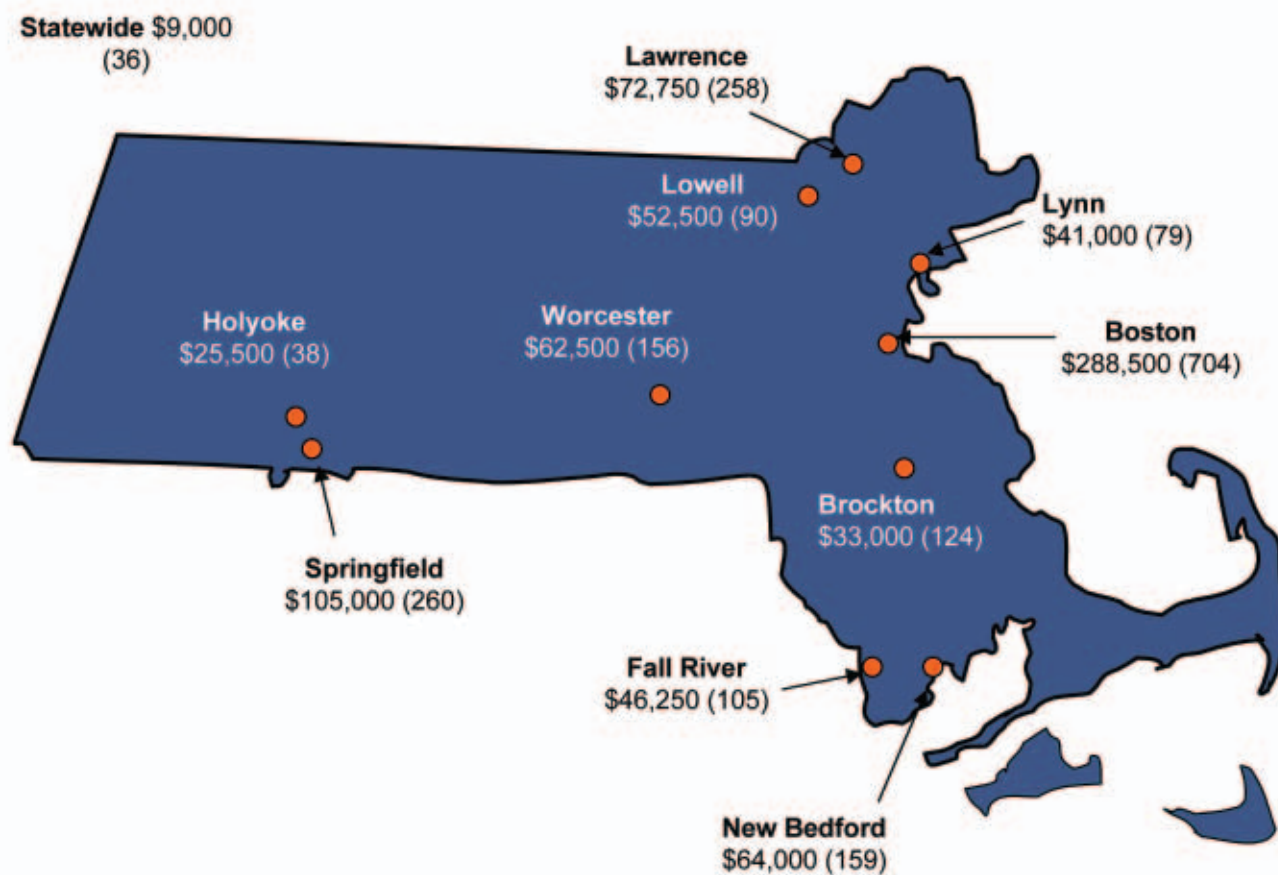 Statewide $9,000
(36)
Lawrence
$72,750 (258)
Lowell
$52,500 (90)
Lynn
$41,000 (79)
Holyoke
$25,500 (38)
Worcester
$62,500 (156)
Boston
$288,500 (704)
Brockton
$33,000 (124)
Springfield
$105,000 (260)
Fall River
$46,250 (105)
New Bedford
$64,000 (159)